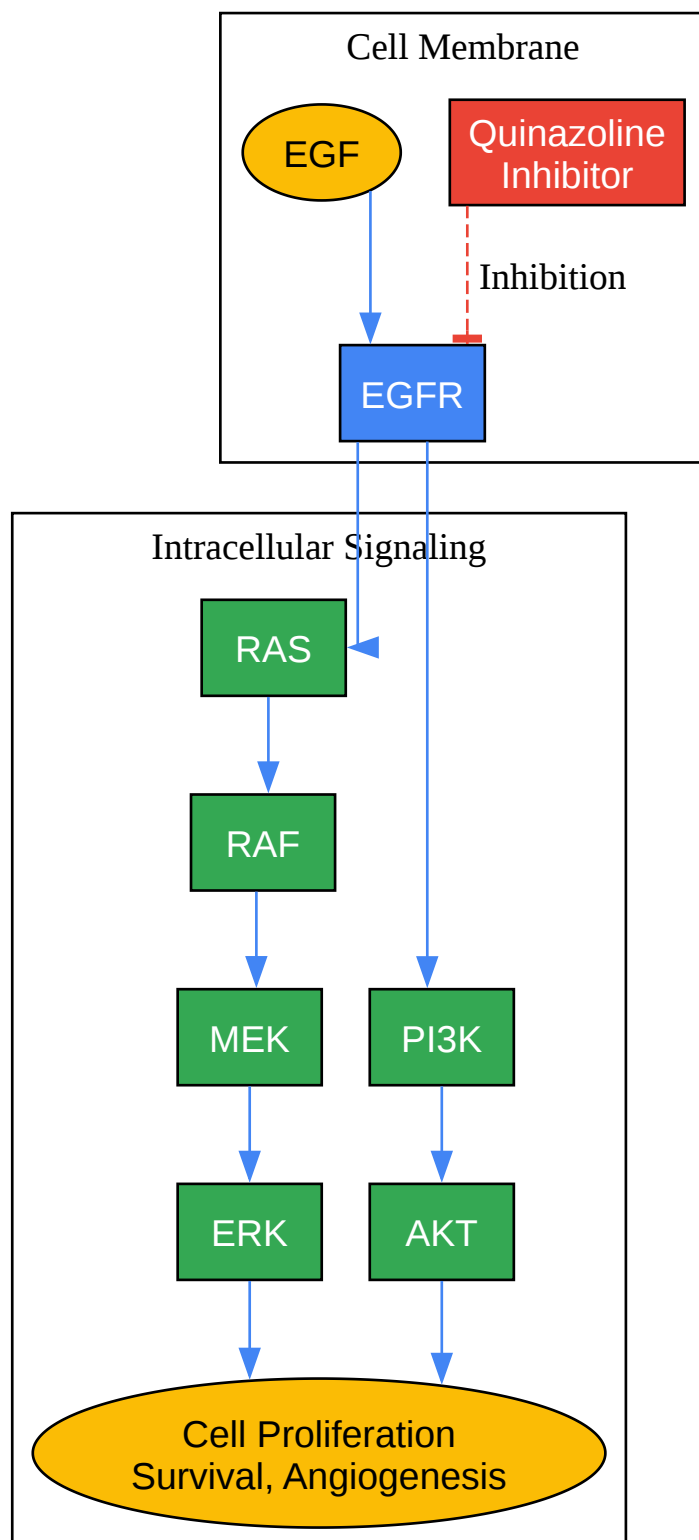 Cell Membrane
EGF
Quinazoline
Inhibitor
Inhibition
EGFR
Intracellular Signaling
RAS
RAF
MEK
PI3K
ERK
AKT
Cell Proliferation
Survival, Angiogenesis